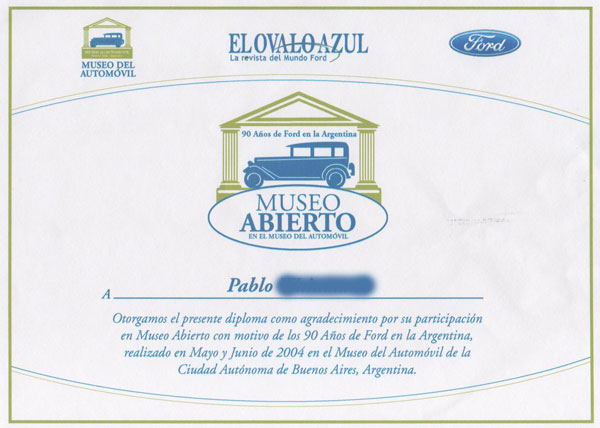 MUSEO DEL
AUTOMÓVIL
EL OVALO AZUL
La revista del Mundo Ford
Ford
90 Años de Ford en la Argentina
MUSEO
ABIERTO
EN EL MUSEO DEL AUTOMÓVIL
Pablo
A
Otorgamos el presente diploma como agradecimiento por su participación
en Museo Abierto con motivo de los 90 Años de Ford en la Argentina,
realizado en Mayo y Junio de 2004 en el Museo del Automóvil de la
Ciudad Autónoma de Buenos Aires, Argentina.